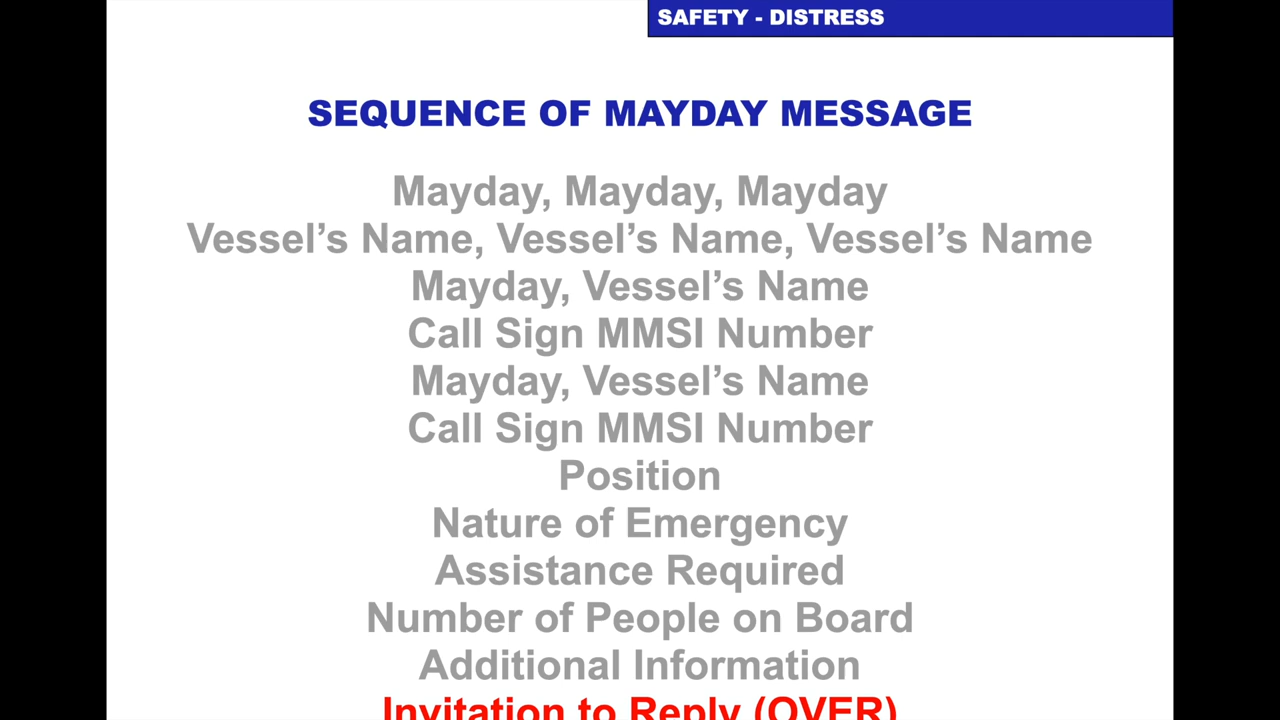 SAFETY - DISTRESS
SEQUENCE OF MAYDAY MESSAGE
Mayday, Mayday, Mayday
Vessel’s Name, Vessel’s Name, Vessel’s Name
Mayday, Vessel’s Name
Call Sign MMSI Number
Mayday, Vessel’s Name
Call Sign MMSI Number
Position
Nature of Emergency
Assistance Required
Number of People on Board
Additional Information
Invitation to Reply (OVER)